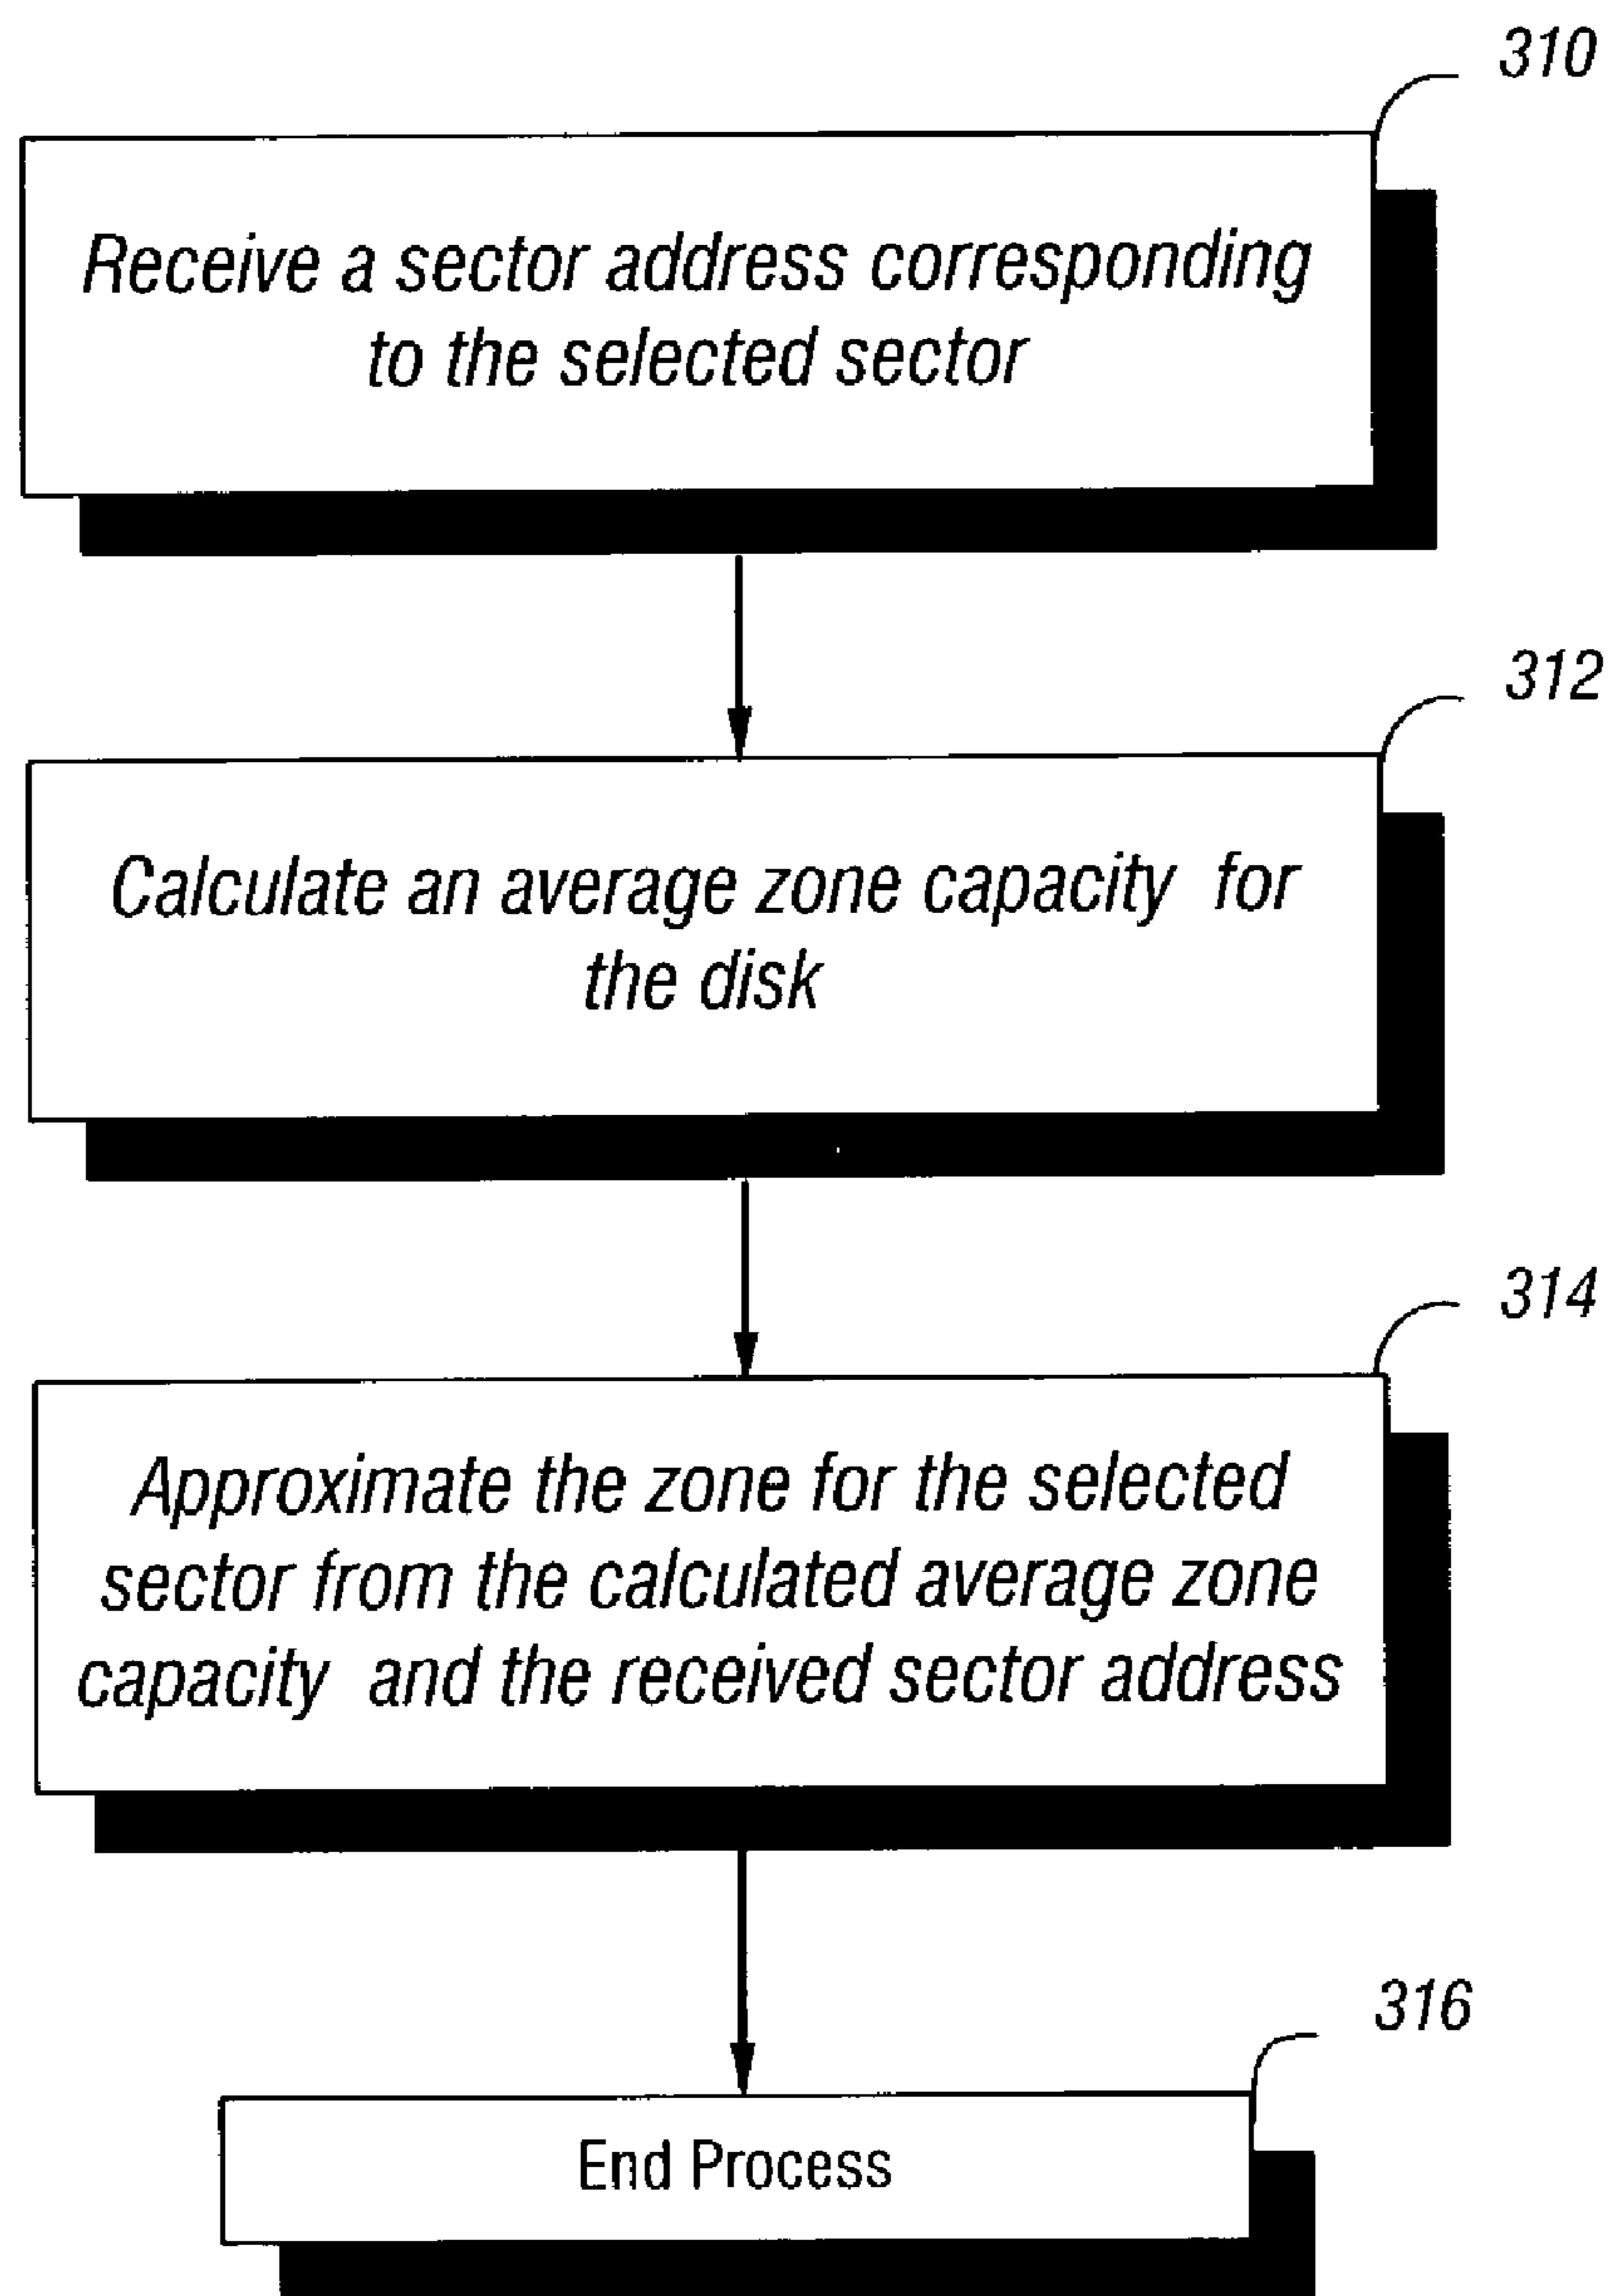 310
Receive a sector address corresponding
to the selected sector
312
Calculate an average zone capacity for
the disk
314
Approximate the zone for the selected
sector from the calculated average zone
capacity and the received sector address
316
End Process